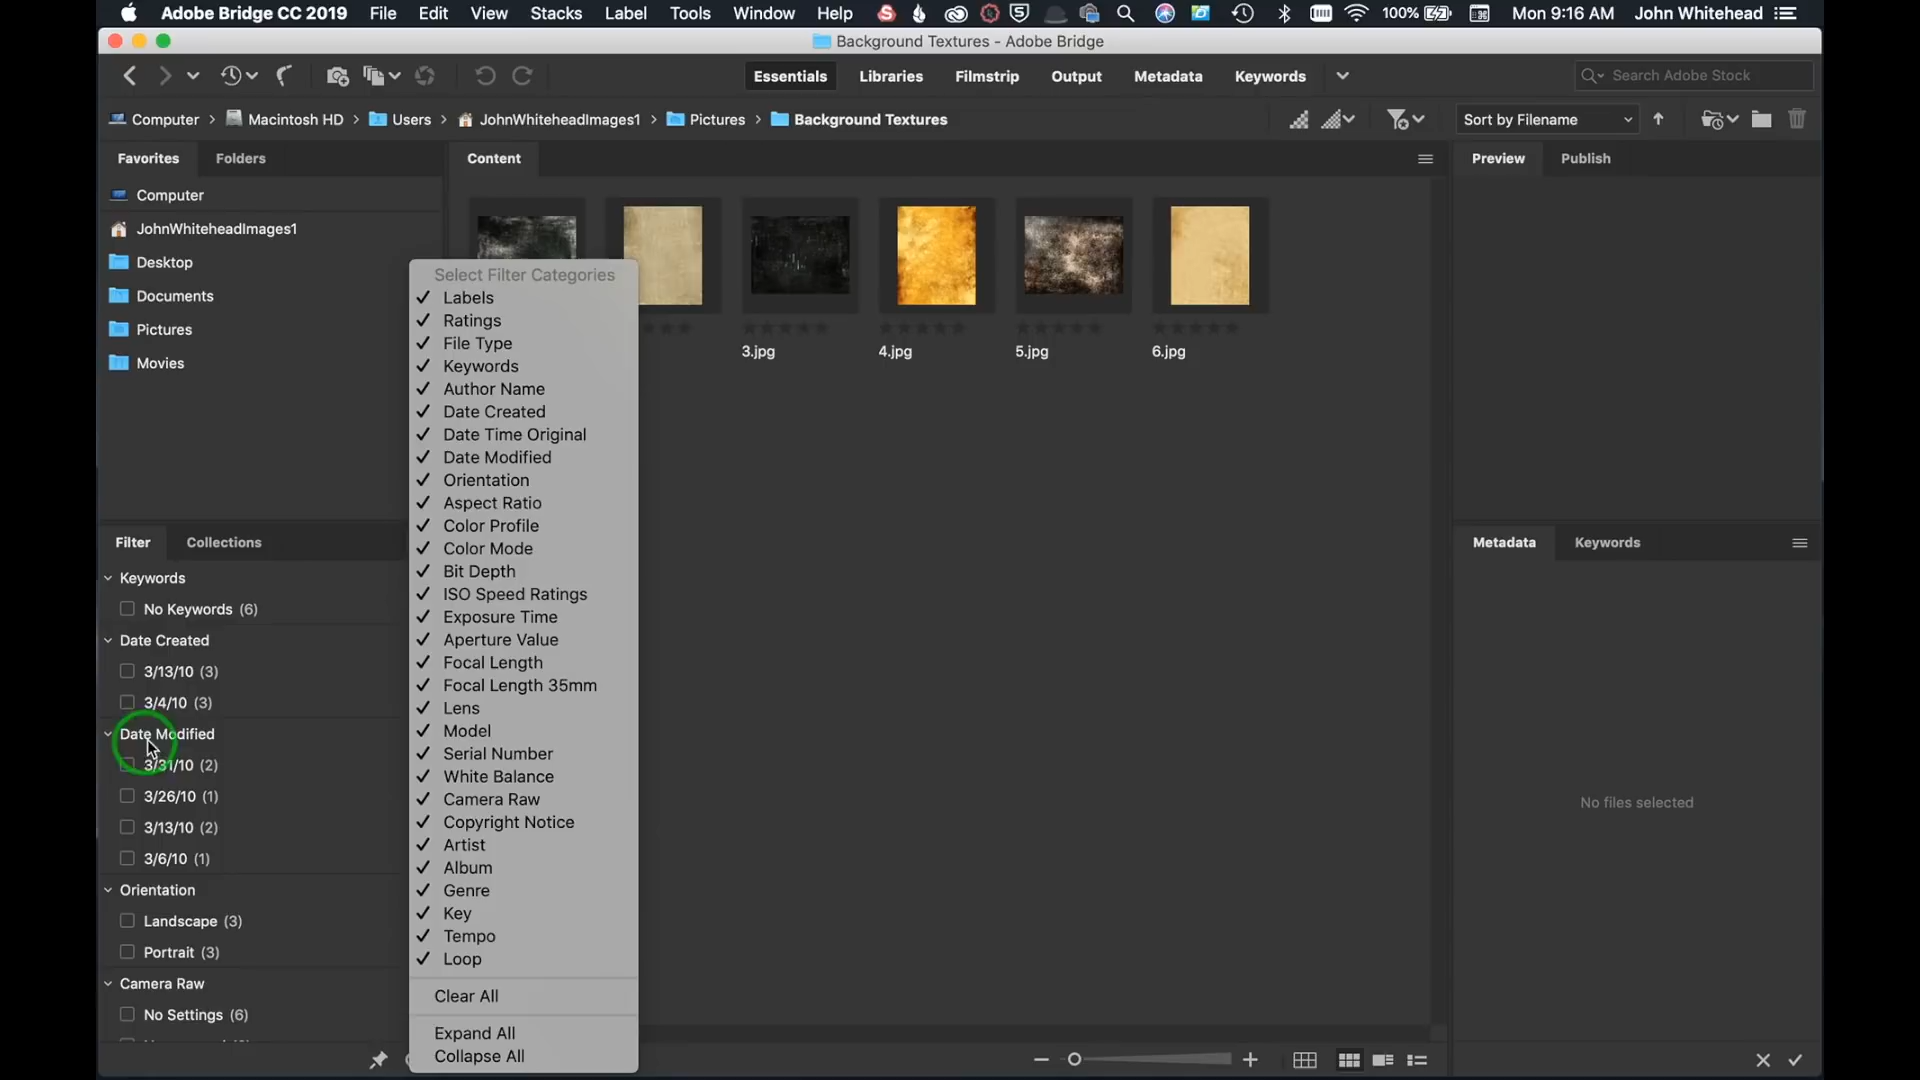 Adobe Bridge CC 2019 File Edit View Stacks Label Tools Window Help 100% Mon 9:16 AM John Whitehead
Background Textures - Adobe Bridge
Essentials Libraries Filmstrip Output Metadata Keywords Search Adobe Stock
Computer Macintosh HD Users JohnWhiteheadImages1 Pictures Background Textures Sort by Filename
Favorites Folders
Computer
JohnWhiteheadImages1
Desktop
Documents
Pictures
Movies
Content
3.jpg 4.jpg 5.jpg 6.jpg
Preview Publish
Select Filter Categories
Labels
Ratings
File Type
Keywords
Author Name
Date Created
Date Time Original
Date Modified
Orientation
Aspect Ratio
Color Profile
Color Mode
Bit Depth
ISO Speed Ratings
Exposure Time
Aperture Value
Focal Length
Focal Length 35mm
Lens
Model
Serial Number
White Balance
Camera Raw
Copyright Notice
Artist
Album
Genre
Key
Tempo
Loop
Clear All
Expand All
Collapse All
Filter Collections
Keywords
No Keywords (6)
Date Created
3/13/10 (3)
3/4/10 (3)
Date Modified
3/31/10 (2)
3/26/10 (1)
3/13/10 (2)
3/6/10 (1)
Orientation
Landscape (3)
Portrait (3)
Camera Raw
No Settings (6)
Metadata Keywords
No files selected